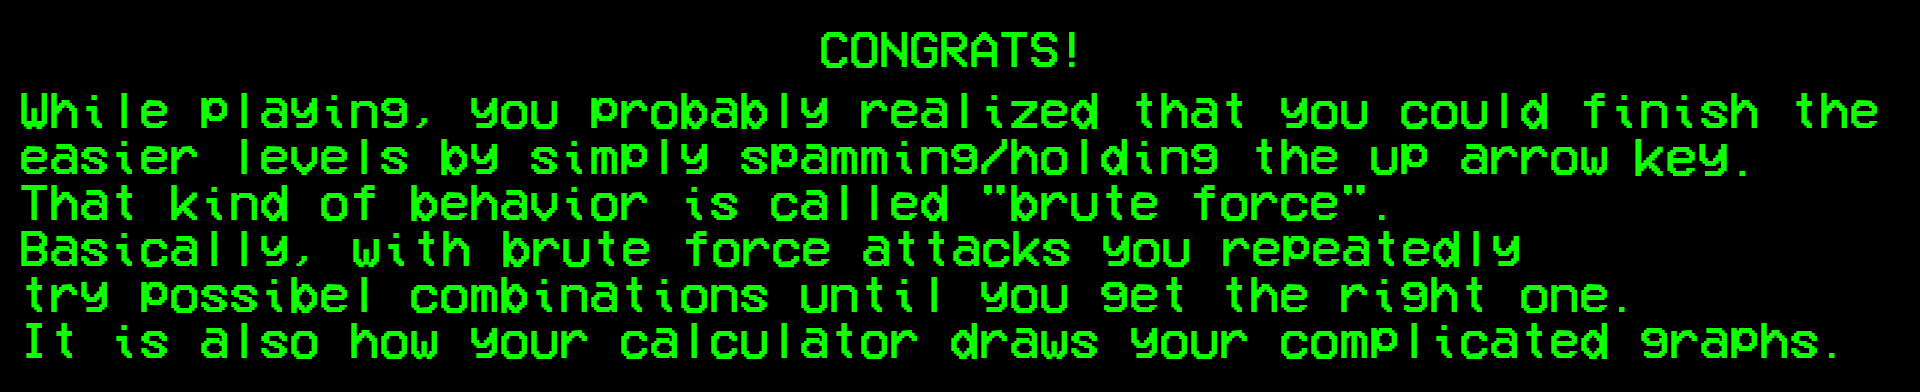 CONGRATS!
While playing, you probably realized that you could finish the
easier levels by simply spamming/holding the up arrow key.
That kind of behavior is called "brute force".
Basically, with brute force attacks you repeatedly
try possibel combinations until you get the right one.
It is also how your calculator draws your complicated graphs.